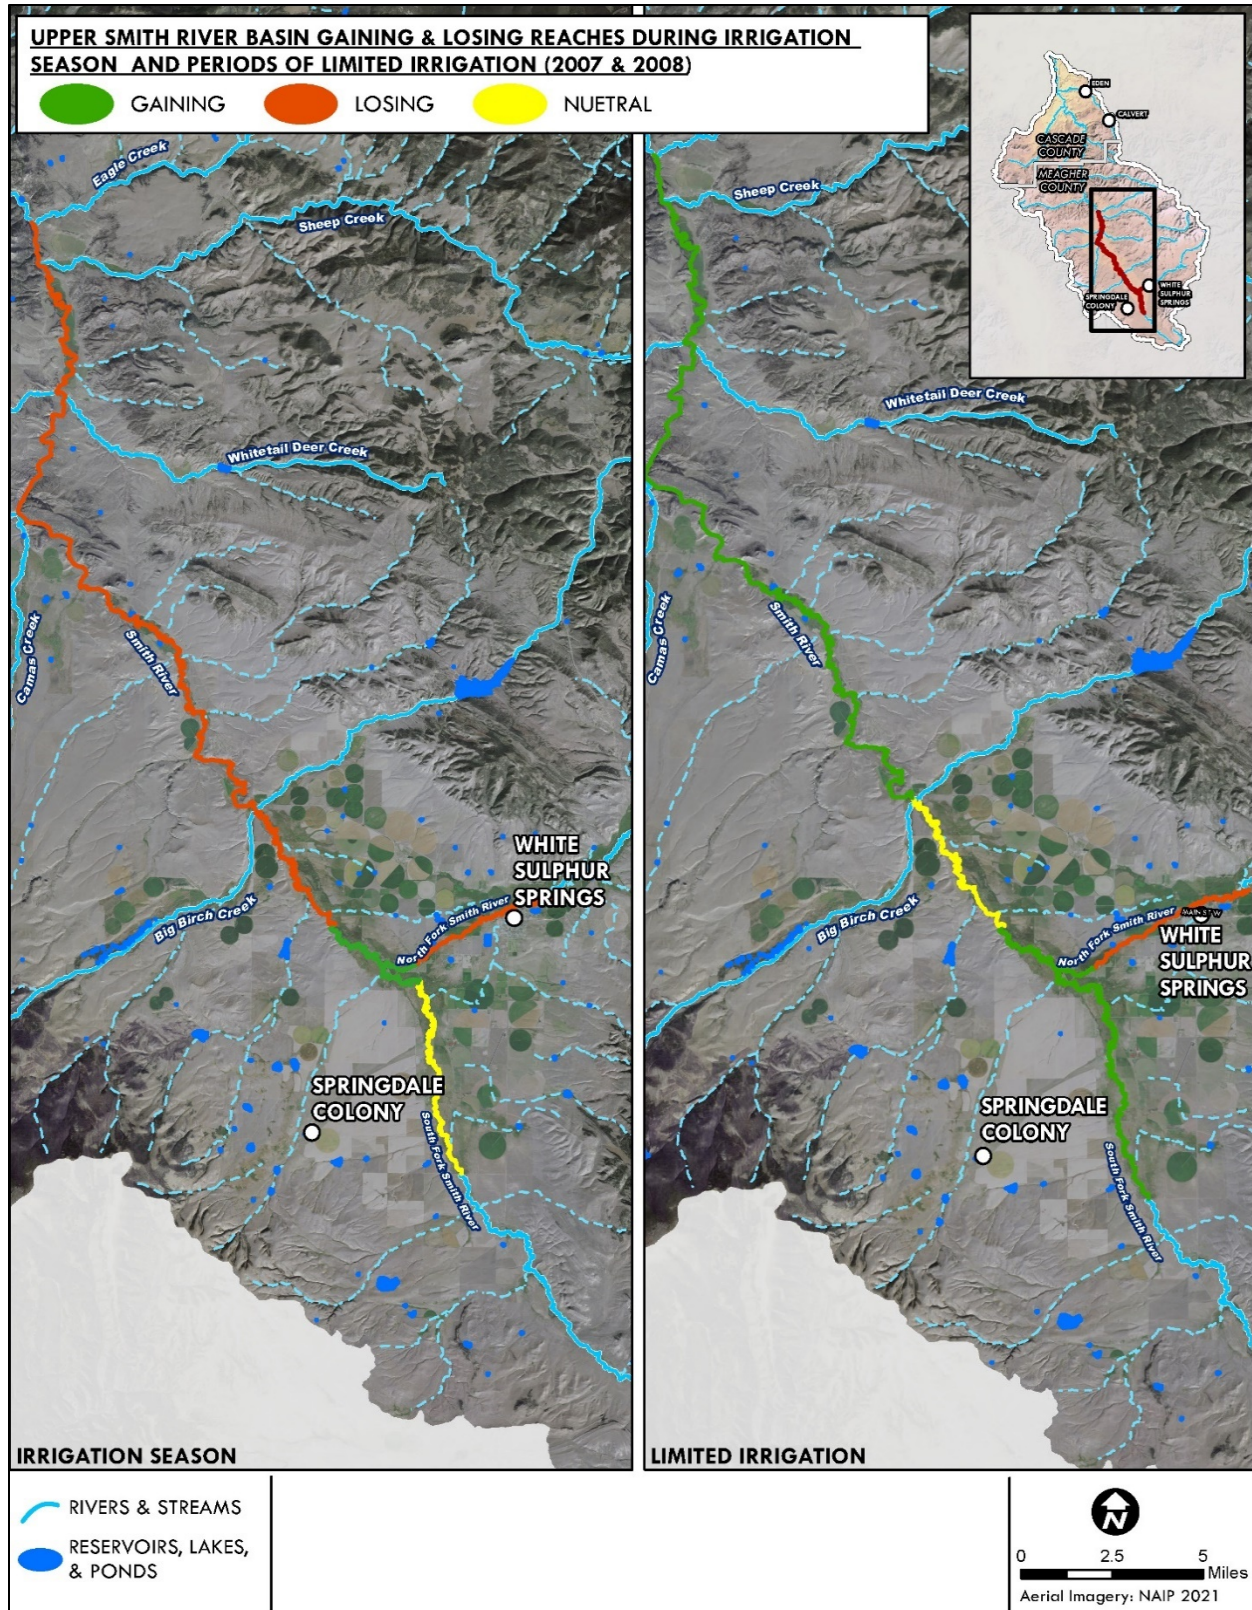 UPPER SMITH RIVER BASIN GAINING & LOSING REACHES DURING IRRIGATION
SEASON AND PERIODS OF LIMITED IRRIGATION (2007 & 2008)
GAINING
LOSING
NUETRAL
EDEN
CALVERT
CASCADE
COUNTY
MEAGHER
COUNTY
WHITE
SULPHUR
SPRINGS
SPRINGDALE
COLONY
Eagle Creek
Sheep Creek
Whitetail Deer Creek
Camas Creek
Smith River
WHITE
SULPHUR
SPRINGS
North Fork Smith River
Big Birch Creek
SPRINGDALE
COLONY
South Fork Smith River
IRRIGATION SEASON
Sheep Creek
Whitetail Deer Creek
Camas Creek
Smith River
North Fork Smith River
MAIN ST W
WHITE
SULPHUR
SPRINGS
Big Birch Creek
SPRINGDALE
COLONY
South Fork Smith River
LIMITED IRRIGATION
RIVERS & STREAMS
RESERVOIRS, LAKES,
& PONDS
N
0 2.5 5
Miles
Aerial Imagery: NAIP 2021